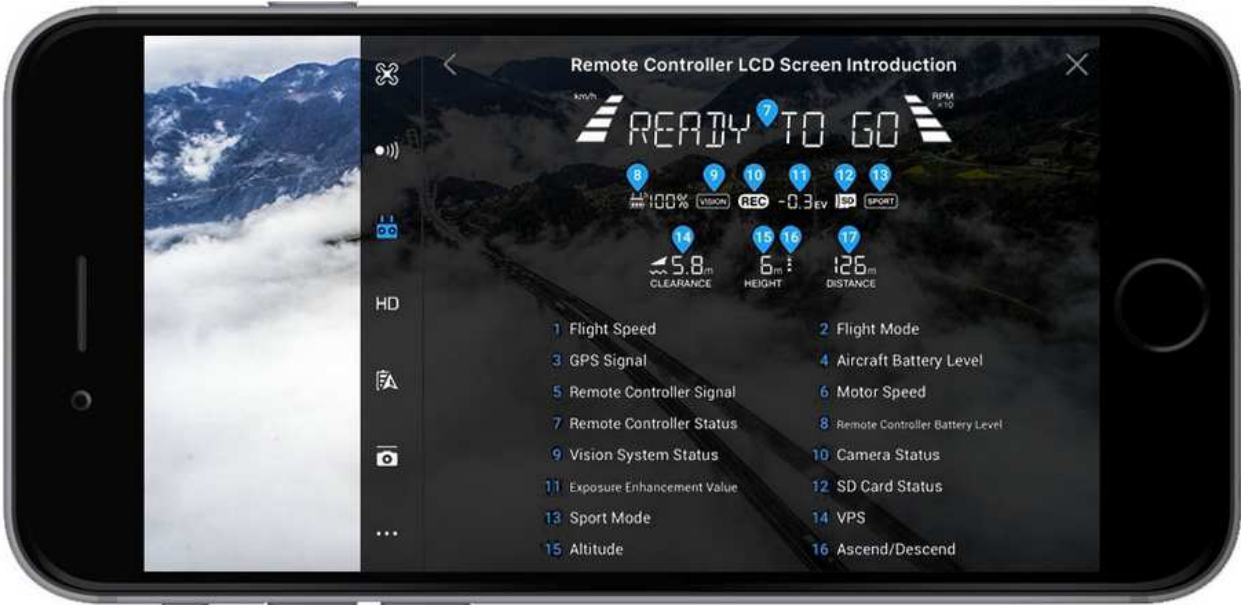 Remote Controller LCD Screen Introduction
km/h
RPM
×10
READY TO GO
7
8 9 10 11 12 13
100% VISION REC -0.3EV SD SPORT
14 15 16 17
5.8m 6m 126m
CLEARANCE HEIGHT DISTANCE
HD
1 Flight Speed 2 Flight Mode
3 GPS Signal 4 Aircraft Battery Level
5 Remote Controller Signal 6 Motor Speed
7 Remote Controller Status 8 Remote Controller Battery Level
9 Vision System Status 10 Camera Status
11 Exposure Enhancement Value 12 SD Card Status
13 Sport Mode 14 VPS
15 Altitude 16 Ascend/Descend